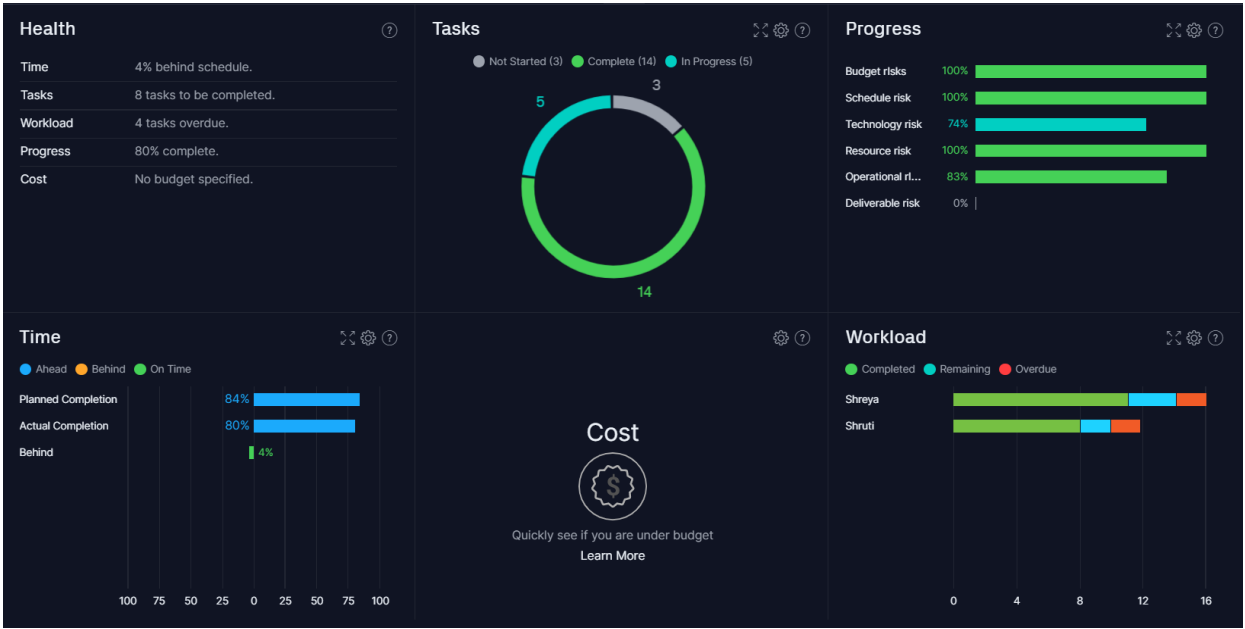 Health
Time 4% behind schedule.
Tasks 8 tasks to be completed.
Workload 4 tasks overdue.
Progress 80% complete.
Cost No budget specified.
Tasks
Not Started (3) Complete (14) In Progress (5)
3
5
14
Progress
Budget rIsks 100%
Schedule risk 100%
Technology risk 74%
Resource risk 100%
Operational rI... 83%
Deliverable risk 0%
Time
Ahead Behind On Time
Planned Completion 84%
Actual Completion 80%
Behind 4%
100 75 50 25 0 25 50 75 100
Cost
$
Quickly see if you are under budget
Learn More
Workload
Completed Remaining Overdue
Shreya
Shruti
0 4 8 12 16